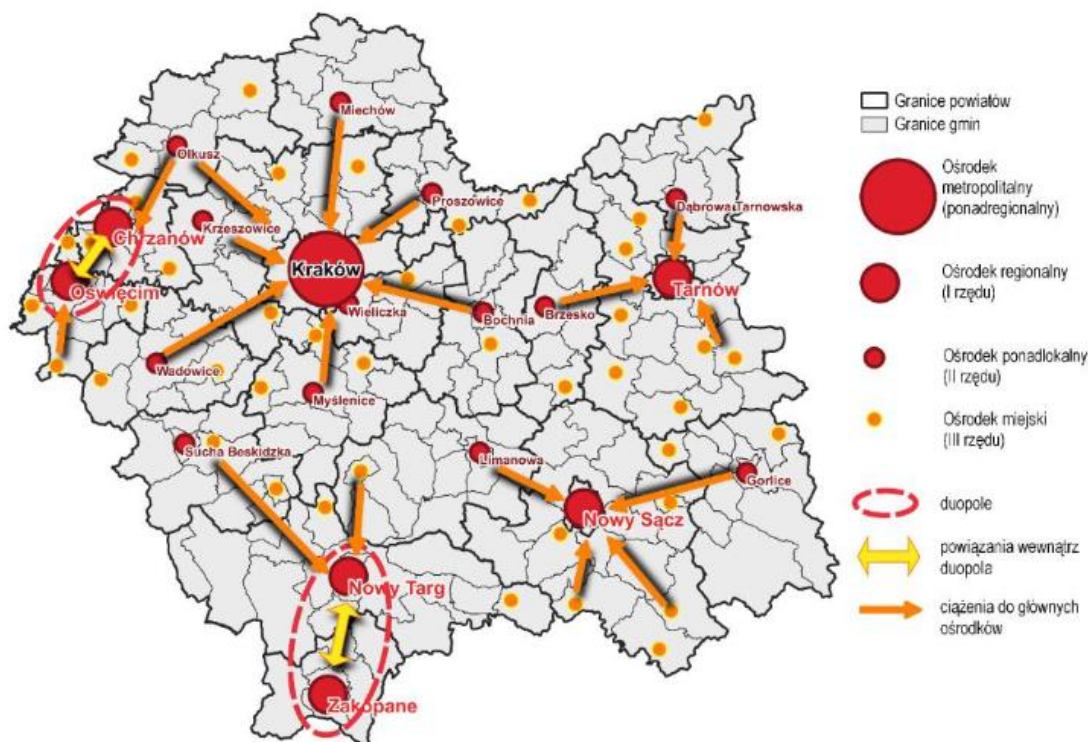 Miechów
Olkusz
Proszowice
Dąbrowa Tarnowska
Krzeszowice
Chrzanów
Kraków
Oświęcim
Tarnów
Wieliczka
Bochnia
Brzesko
Wadowice
Myślenice
Sucha Beskidzka
Limanowa
Gorlice
Nowy Sącz
Nowy Targ
Zakopane
Granice powiatów
Granice gmin
Ośrodek
metropolitalny
(ponadregionalny)
Ośrodek regionalny
(I rzędu)
Ośrodek ponadlokalny
(II rzędu)
Ośrodek miejski
(III rzędu)
duopole
powiązania wewnątrz
duopola
ciążenia do głównych
ośrodków